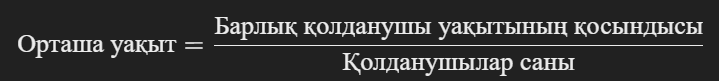 Орташа уақыт = Барлық қолданушы уақытының қосындысы
Қолданушылар саны